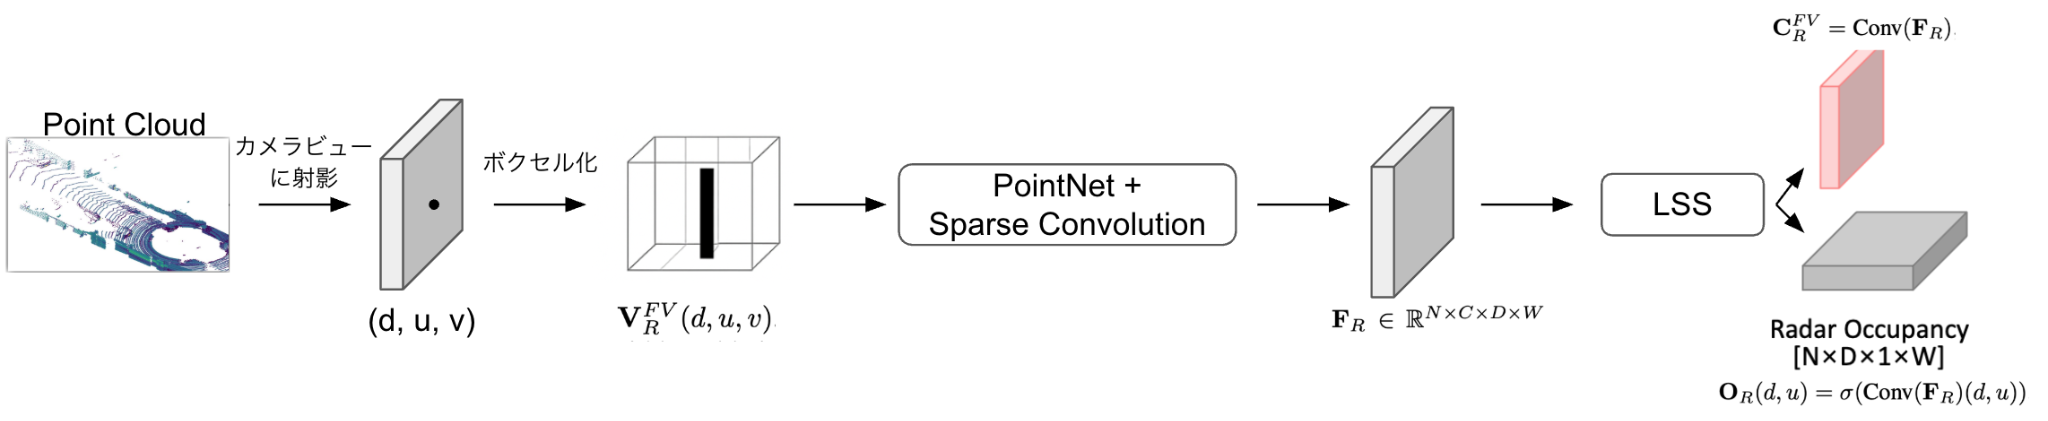 Point Cloud
カメラビュー
に射影
(d, u, v)
ボクセル化
V_R^{FV}(d, u, v)
PointNet +
Sparse Convolution
F_R ∈ ℝ^{N×C×D×W}
LSS
C_R^{FV} = Conv(F_R)
Radar Occupancy
[N×D×1×W]
O_R(d, u) = σ(Conv(F_R)(d, u))